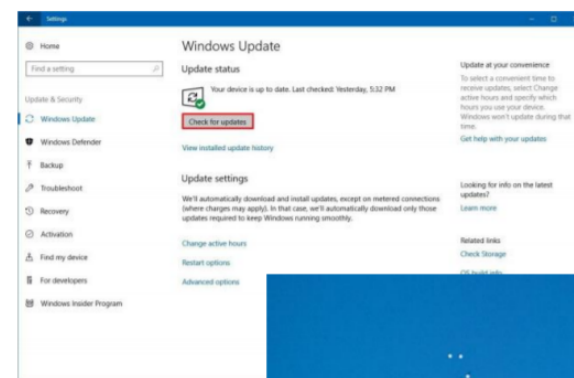 Settings
Home
Find a setting
Update & Security
Windows Update
Windows Defender
Backup
Troubleshoot
Recovery
Activation
Find my device
For developers
Windows Insider Program
Windows Update
Update status
Your device is up to date. Last checked: Yesterday, 5:32 PM
Check for updates
View installed update history
Update settings
We'll automatically download and install updates, except on metered connections
(where charges may apply). In that case, we'll automatically download only those
updates required to keep Windows running smoothly.
Change active hours
Restart options
Advanced options
Update at your convenience
To select a convenient time to
receive updates, select Change
active hours and specify which
hours you use your device.
Windows won't update during that
time.
Get help with your updates
Looking for info on the latest
updates?
Learn more
Related links
Check Storage
OS build info